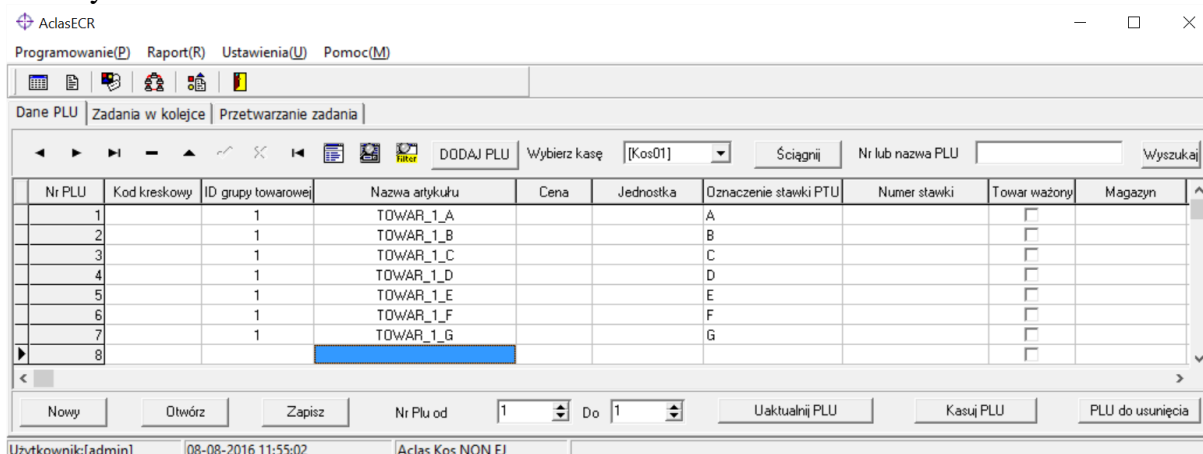 AclasECR
Programowanie(P) Raport(R) Ustawienia(U) Pomoc(M)
Dane PLU Zadania w kolejce Przetwarzanie zadania
Filter DODAJ PLU Wybierz kasę [Kos01] Ściągnij Nr lub nazwa PLU Wyszukaj
Nr PLU Kod kreskowy ID grupy towarowej Nazwa artykułu Cena Jednostka Oznaczenie stawki PTU Numer stawki Towar ważony Magazyn
1 1 TOWAR_1_A A
2 1 TOWAR_1_B B
3 1 TOWAR_1_C C
4 1 TOWAR_1_D D
5 1 TOWAR_1_E E
6 1 TOWAR_1_F F
7 1 TOWAR_1_G G
8
Nowy Otwórz Zapisz Nr Plu od 1 Do 1 Uaktualnij PLU Kasuj PLU PLU do usunięcia
Użytkownik:[admin] 08-08-2016 11:55:02 Aclas Kos NON EJ